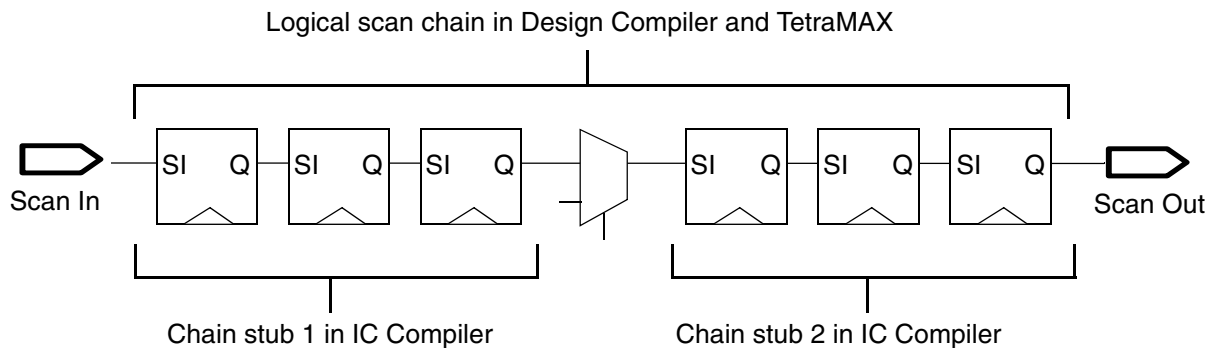 Logical scan chain in Design Compiler and TetraMAX
SI Q SI Q SI Q SI Q SI Q SI Q
Scan In
Scan Out
Chain stub 1 in IC Compiler
Chain stub 2 in IC Compiler